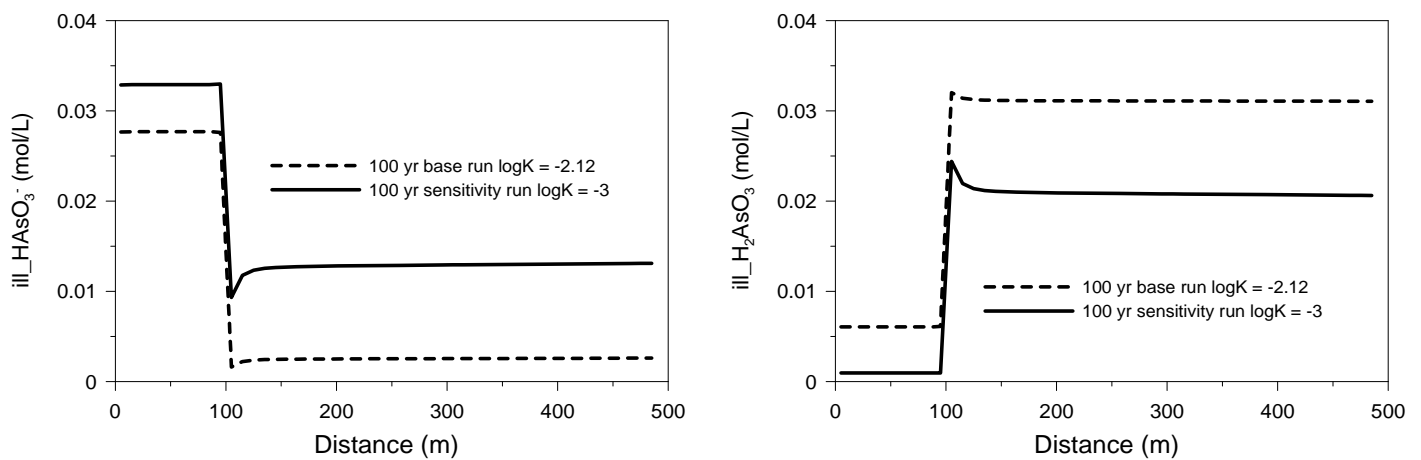 0.04
0.03
0.02
0.01
0
ill_HAsO₃⁻ (mol/L)
100 yr base run logK = -2.12
100 yr sensitivity run logK = -3
0 100 200 300 400 500
Distance (m)
0.04
0.03
0.02
0.01
0
ill_H₂AsO₃ (mol/L)
100 yr base run logK = -2.12
100 yr sensitivity run logK = -3
0 100 200 300 400 500
Distance (m)